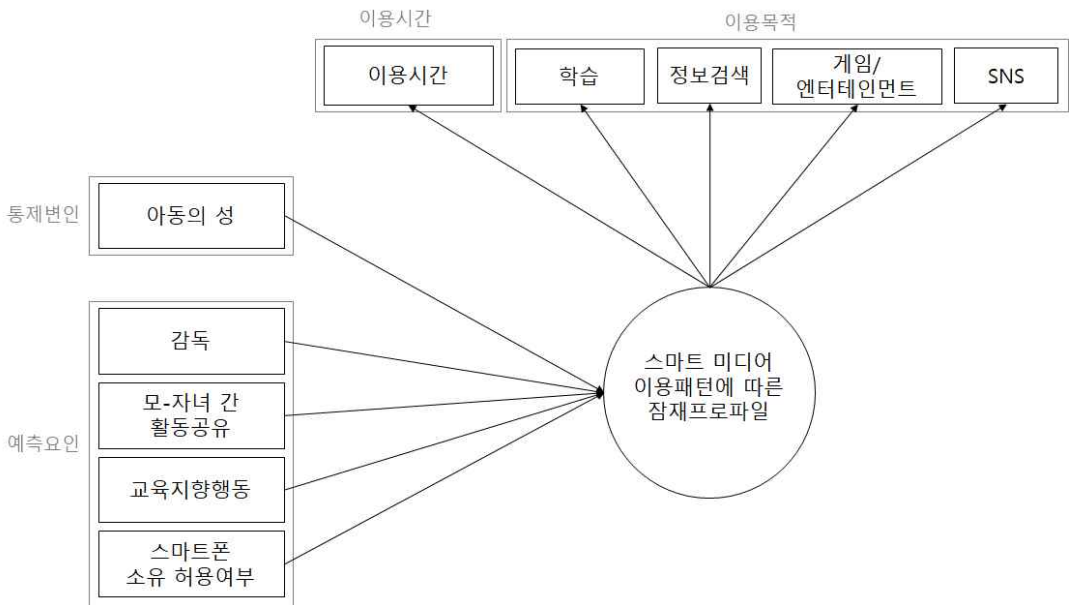 이용시간
이용목적
이용시간
학습
정보검색
게임/
엔터테인먼트
SNS
통제변인
아동의 성
예측요인
감독
모-자녀 간
활동공유
교육지향행동
스마트폰
소유 허용여부
스마트 미디어
이용패턴에 따른
잠재프로파일